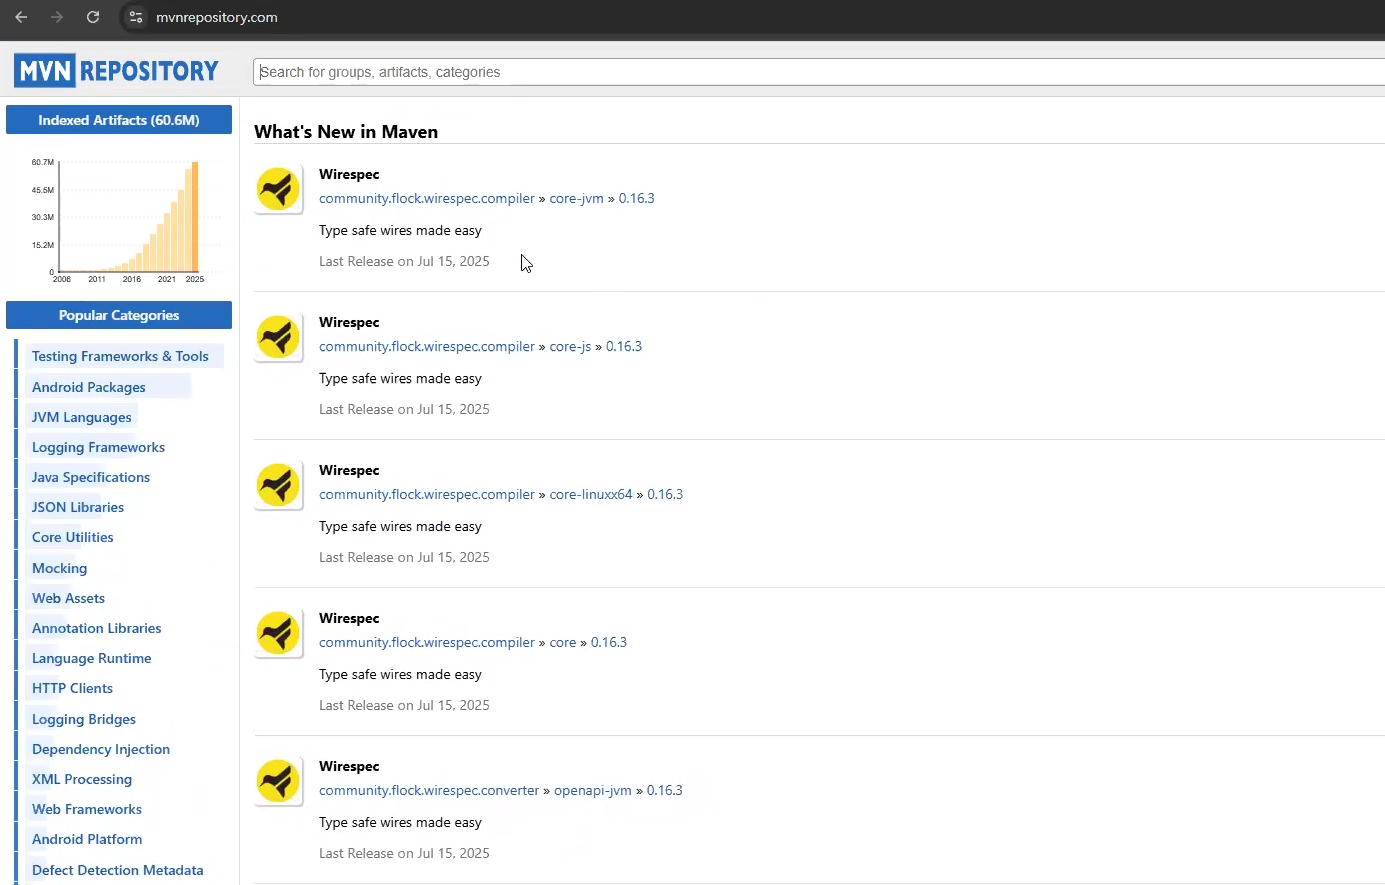 mvnrepository.com
MVN REPOSITORY
Search for groups, artifacts, categories
Indexed Artifacts (60.6M)
60.7M
45.5M
30.3M
15.2M
0
2006 2011 2016 2021 2025
Popular Categories
Testing Frameworks & Tools
Android Packages
JVM Languages
Logging Frameworks
Java Specifications
JSON Libraries
Core Utilities
Mocking
Web Assets
Annotation Libraries
Language Runtime
HTTP Clients
Logging Bridges
Dependency Injection
XML Processing
Web Frameworks
Android Platform
Defect Detection Metadata
What's New in Maven
Wirespec
community.flock.wirespec.compiler » core-jvm » 0.16.3
Type safe wires made easy
Last Release on Jul 15, 2025
Wirespec
community.flock.wirespec.compiler » core-js » 0.16.3
Type safe wires made easy
Last Release on Jul 15, 2025
Wirespec
community.flock.wirespec.compiler » core-linuxx64 » 0.16.3
Type safe wires made easy
Last Release on Jul 15, 2025
Wirespec
community.flock.wirespec.compiler » core » 0.16.3
Type safe wires made easy
Last Release on Jul 15, 2025
Wirespec
community.flock.wirespec.converter » openapi-jvm » 0.16.3
Type safe wires made easy
Last Release on Jul 15, 2025